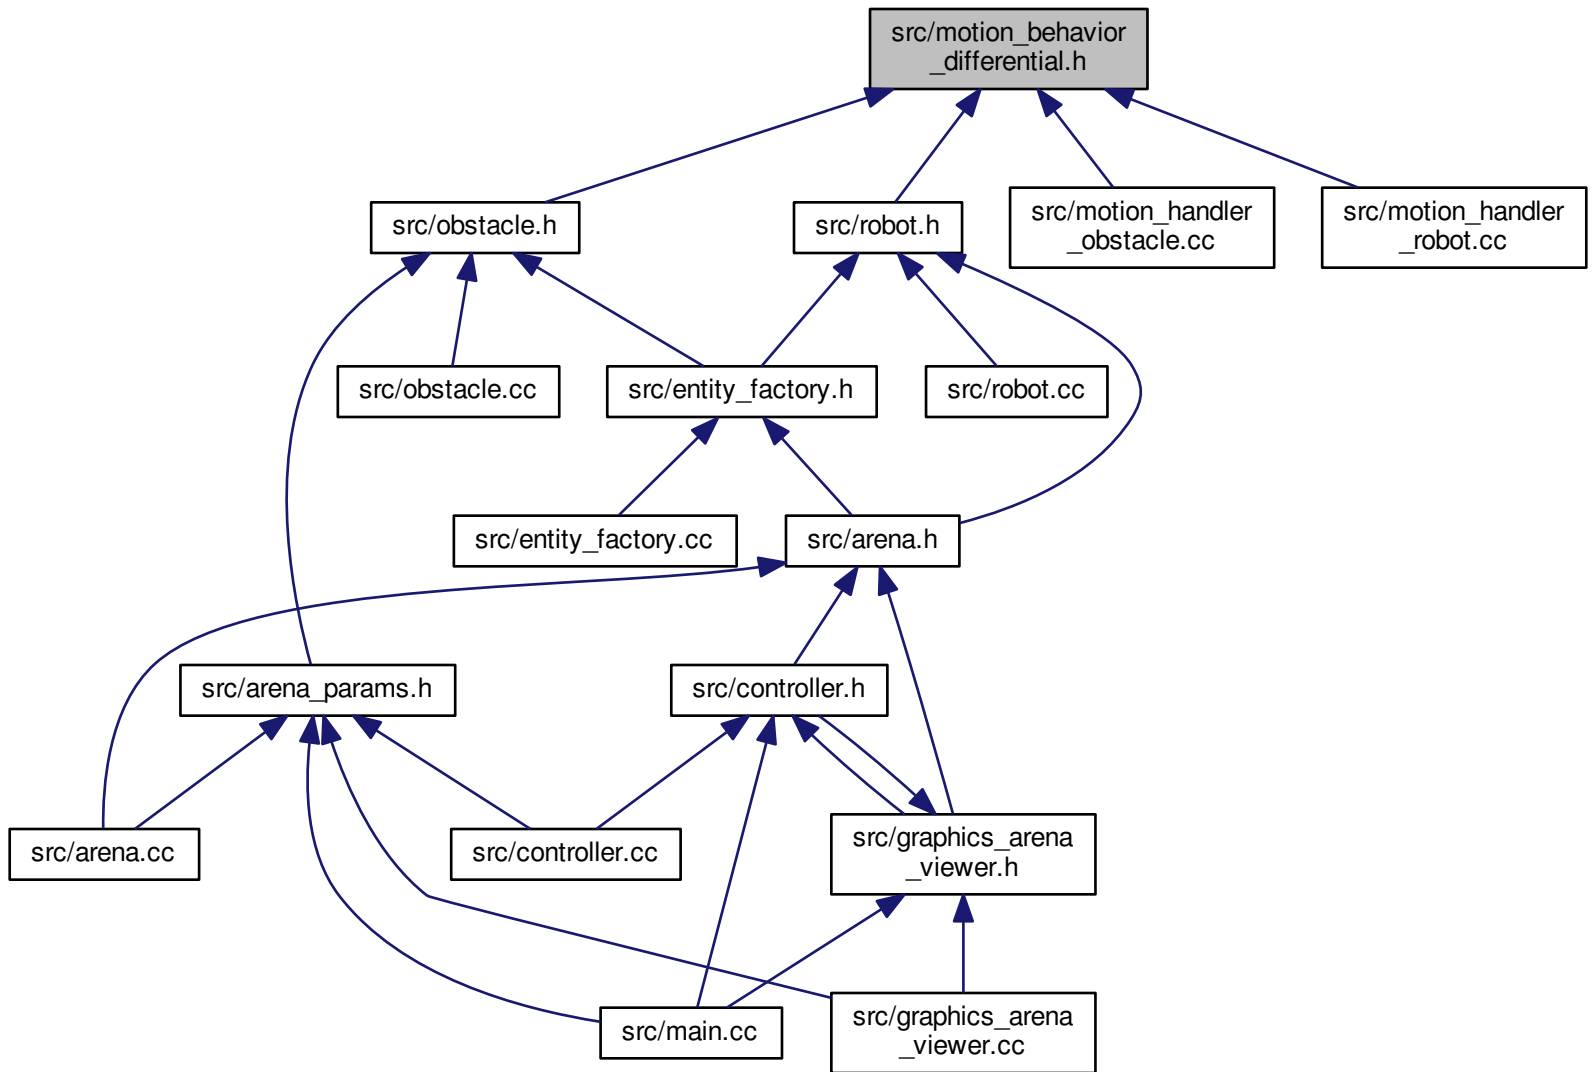 src/motion_behavior
_differential.h
src/obstacle.h
src/robot.h
src/motion_handler
_obstacle.cc
src/motion_handler
_robot.cc
src/obstacle.cc
src/entity_factory.h
src/robot.cc
src/entity_factory.cc
src/arena.h
src/arena_params.h
src/controller.h
src/arena.cc
src/controller.cc
src/graphics_arena
_viewer.h
src/main.cc
src/graphics_arena
_viewer.cc